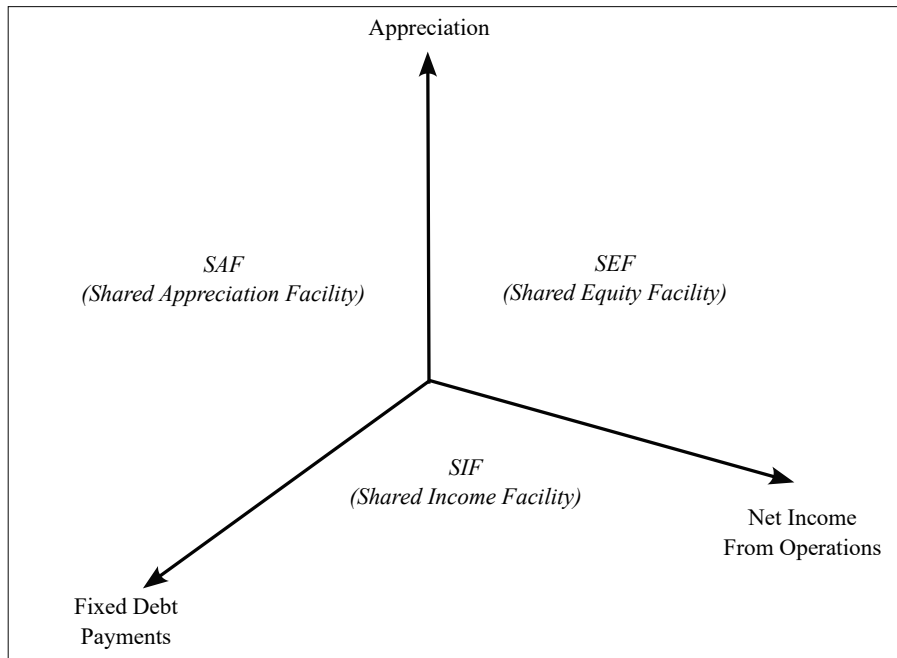 Appreciation
SAF
(Shared Appreciation Facility)
SEF
(Shared Equity Facility)
SIF
(Shared Income Facility)
Net Income
From Operations
Fixed Debt
Payments